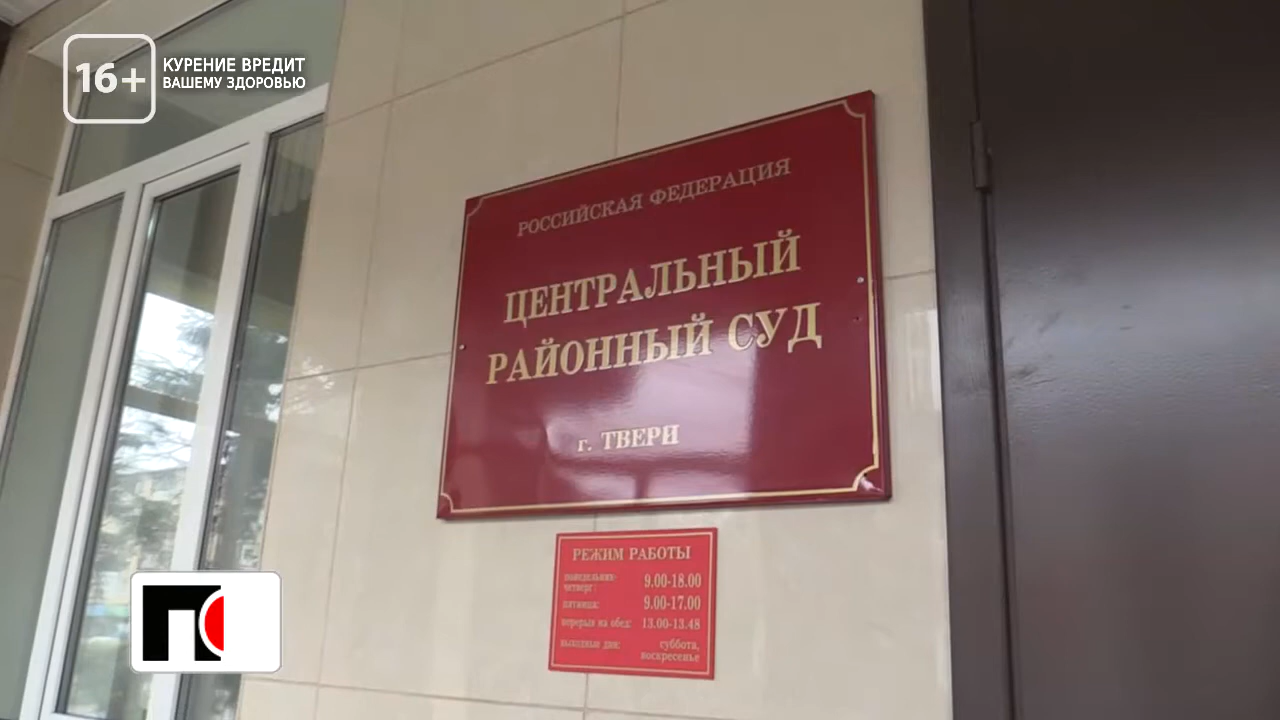 16+
КУРЕНИЕ ВРЕДИТ
ВАШЕМУ ЗДОРОВЬЮ
РОССИЙСКАЯ ФЕДЕРАЦИЯ
ЦЕНТРАЛЬНЫЙ
РАЙОННЫЙ СУД
г. ТВЕРИ
РЕЖИМ РАБОТЫ
понедельник-
четверг: 9.00-18.00
пятница: 9.00-17.00
перерыв на обед: 13.00-13.48
выходные дни: суббота,
воскресенье
ПС